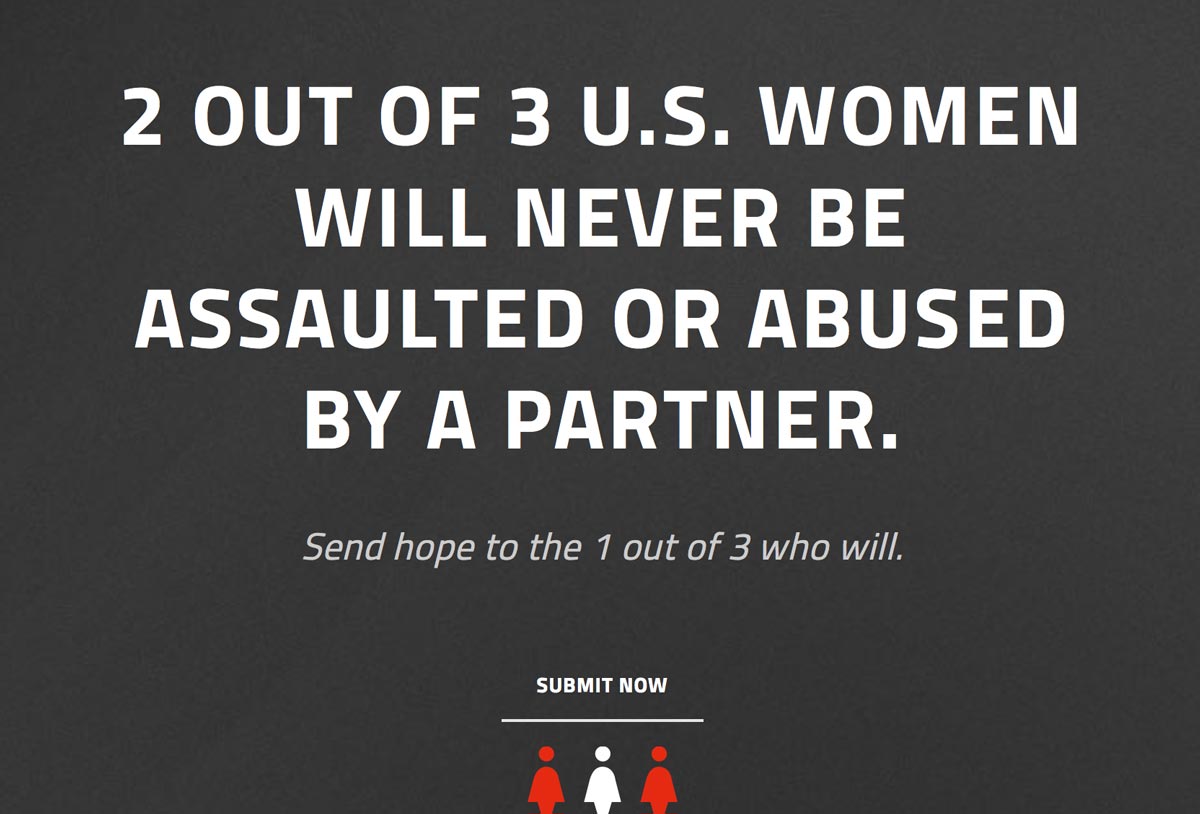 2 OUT OF 3 U.S. WOMEN
WILL NEVER BE
ASSAULTED OR ABUSED
BY A PARTNER.
Send hope to the 1 out of 3 who will.
SUBMIT NOW